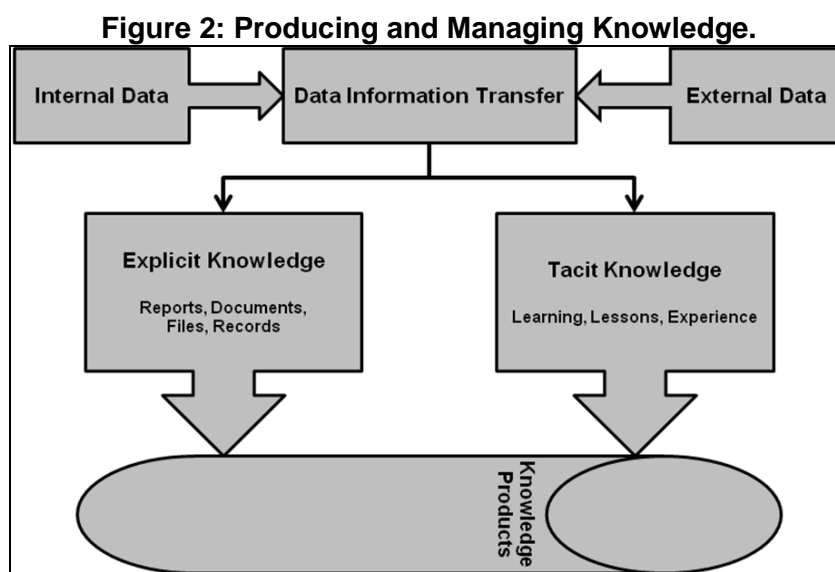 Figure 2: Producing and Managing Knowledge.
Internal Data
Data Information Transfer
External Data
Explicit Knowledge
Reports, Documents,
Files, Records
Tacit Knowledge
Learning, Lessons, Experience
Knowledge
Products